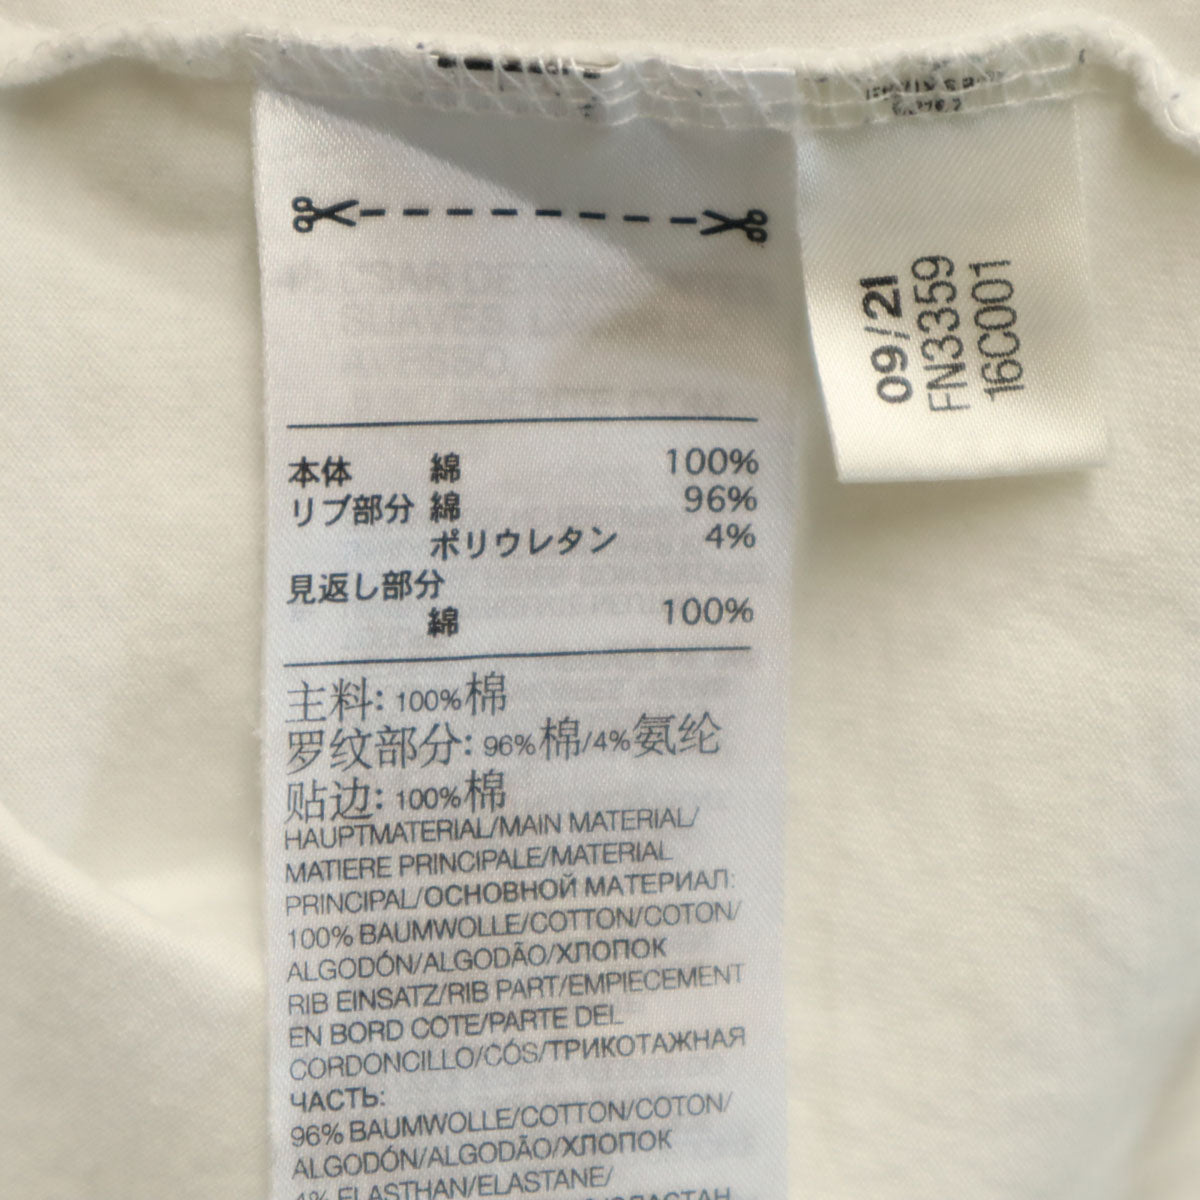 本体 綿 100%
リブ部分 綿 96%
ポリウレタン 4%
見返し部分
綿 100%
主料: 100%棉
罗纹部分: 96%棉/4%氨纶
贴边: 100%棉
HAUPTMATERIAL/MAIN MATERIAL/
MATIERE PRINCIPALE/MATERIAL
PRINCIPAL/ОСНОВНОЙ МАТЕРИАЛ:
100% BAUMWOLLE/COTTON/COTON/
ALGODÓN/ALGODÃO/ХЛОПОК
RIB EINSATZ/RIB PART/EMPIECEMENT
EN BORD COTE/PARTE DEL
CORDONCILLO/CÓS/ТРИКОТАЖНАЯ
ЧАСТЬ:
96% BAUMWOLLE/COTTON/COTON/
ALGODÓN/ALGODÃO/ХЛОПОК
4% ELASTHAN/ELASTANE/
09/21
FN3359
16C001